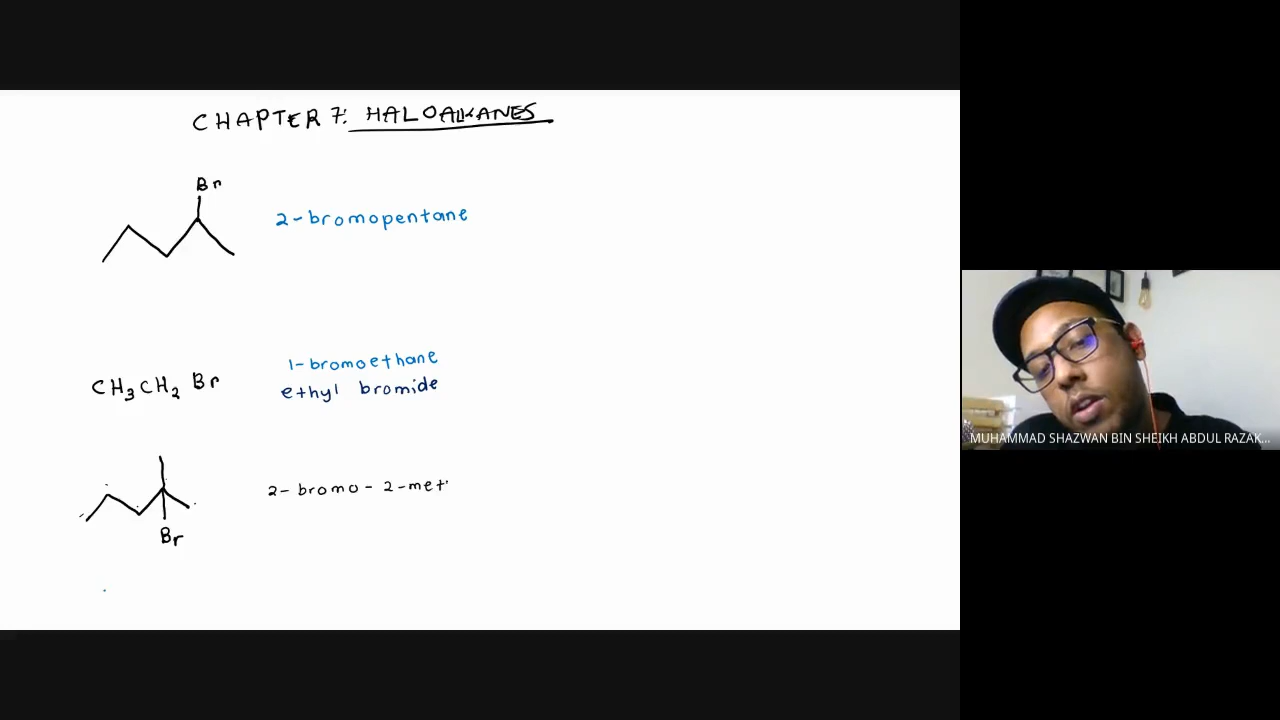 CHAPTER 7: HALOALKANES
Br
2-bromopentane
1-bromoethane
CH3CH2 Br
ethyl bromide
2-bromo-2-met
Br
MUHAMMAD SHAZWAN BIN SHEIKH ABDUL RAZAK...